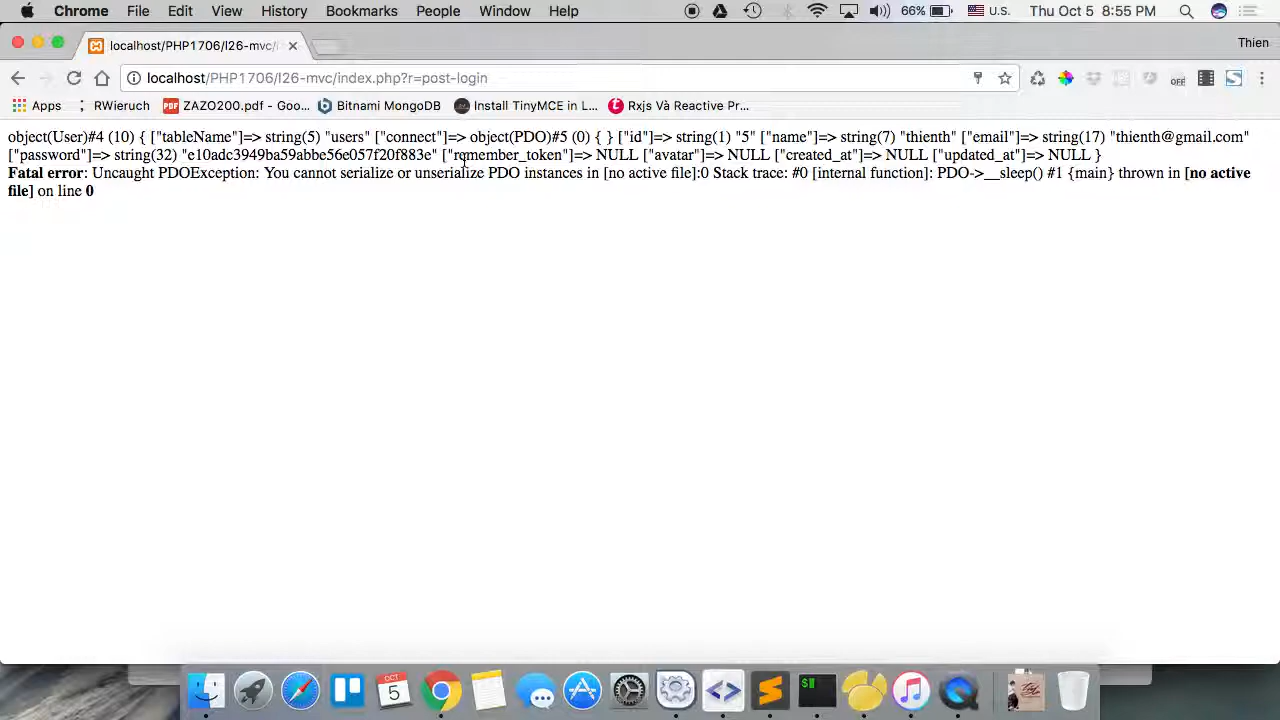 Chrome File Edit View History Bookmarks People Window Help 66% U.S. Thu Oct 5 8:55 PM
localhost/PHP1706/l26-mvc/i Thien
localhost/PHP1706/l26-mvc/index.php?r=post-login
Apps RWieruch PDF ZAZO200.pdf - Goo... Bitnami MongoDB Install TinyMCE in L... t Rxjs Và Reactive Pr...
object(User)#4 (10) { ["tableName"]=> string(5) "users" ["connect"]=> object(PDO)#5 (0) { } ["id"]=> string(1) "5" ["name"]=> string(7) "thienth" ["email"]=> string(17) "thienth@gmail.com"
["password"]=> string(32) "e10adc3949ba59abbe56e057f20f883e" ["remember_token"]=> NULL ["avatar"]=> NULL ["created_at"]=> NULL ["updated_at"]=> NULL }
Fatal error: Uncaught PDOException: You cannot serialize or unserialize PDO instances in [no active file]:0 Stack trace: #0 [internal function]: PDO->__sleep() #1 {main} thrown in [no active
file] on line 0
OCT
5